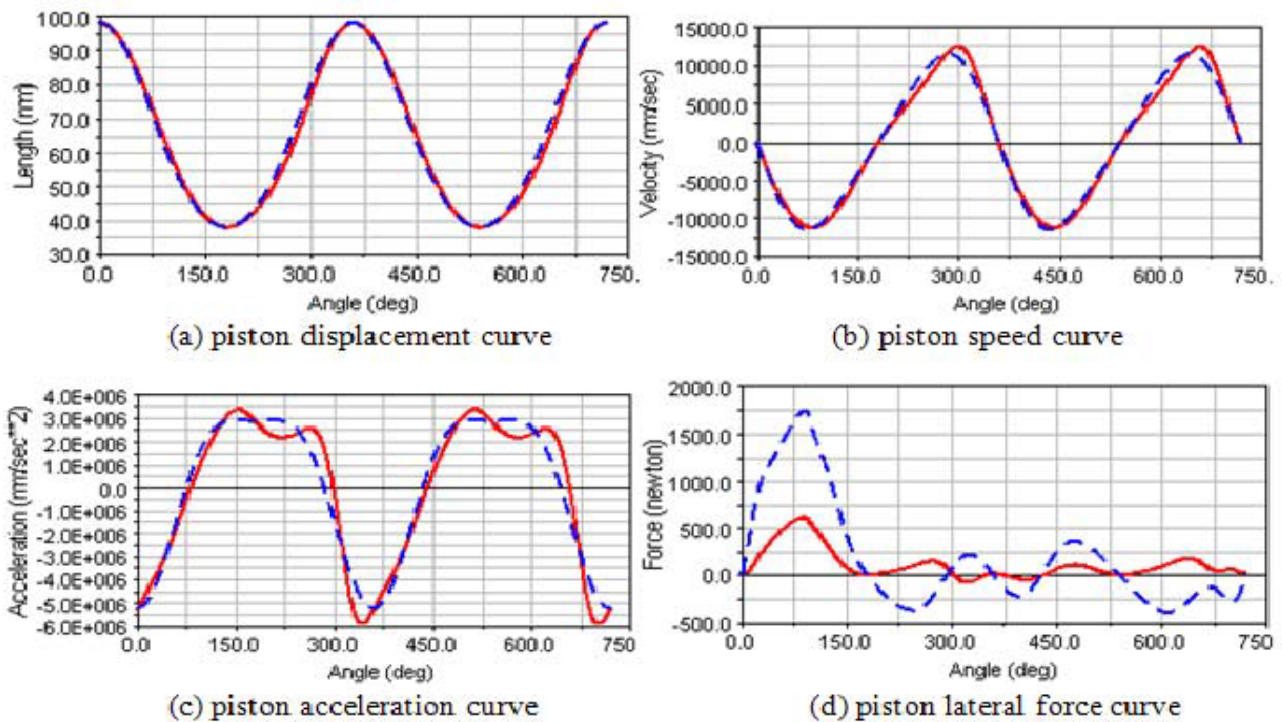 100.0
90.0
80.0
70.0
60.0
50.0
40.0
30.0
Length (mm)
0.0 150.0 300.0 450.0 600.0 750.
Angle (deg)
(a) piston displacement curve
15000.0
10000.0
5000.0
0.0
-5000.0
-10000.0
-15000.0
Velocity (mm/sec)
0.0 150.0 300.0 450.0 600.0 750.
Angle (deg)
(b) piston speed curve
4.0E+006
3.0E+006
2.0E+006
1.0E+006
0.0
-1.0E+006
-2.0E+006
-3.0E+006
-4.0E+006
-5.0E+006
-6.0E+006
Acceleration (mm/sec**2)
0.0 150.0 300.0 450.0 600.0 750
Angle (deg)
(c) piston acceleration curve
2000.0
1500.0
1000.0
500.0
0.0
-500.0
Force (newton)
0.0 150.0 300.0 450.0 600.0 750.0
Angle (deg)
(d) piston lateral force curve